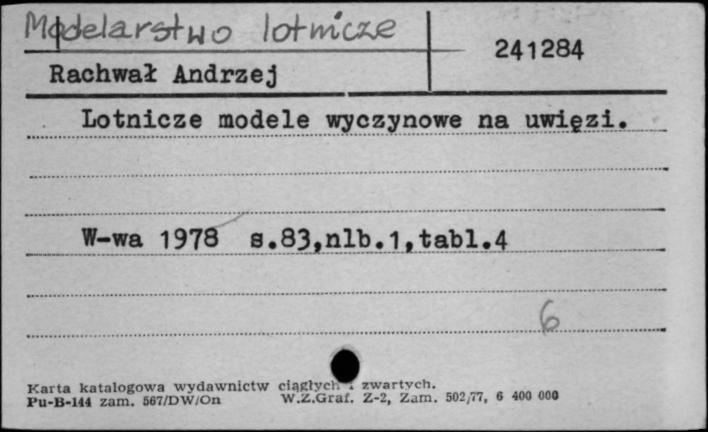 Modelarstwo lotnicze
241284
Rachwał Andrzej
Lotnicze modele wyczynowe na uwięzi.
W-wa 1978 s.83,nlb.1,tabl.4
6
Karta katalogowa wydawnictw ciągłych i zwartych.
Pu-B-144 zam. 567/DW/On W.Z.Graf. Z-2, Zam. 502/77, 6 400 000